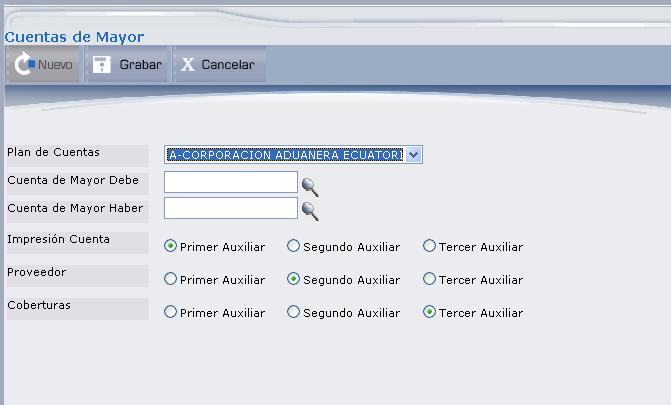 Cuentas de Mayor
Nuevo Grabar X Cancelar
Plan de Cuentas A-CORPORACION ADUANERA ECUATORI
Cuenta de Mayor Debe
Cuenta de Mayor Haber
Impresión Cuenta Primer Auxiliar Segundo Auxiliar Tercer Auxiliar
Proveedor Primer Auxiliar Segundo Auxiliar Tercer Auxiliar
Coberturas Primer Auxiliar Segundo Auxiliar Tercer Auxiliar